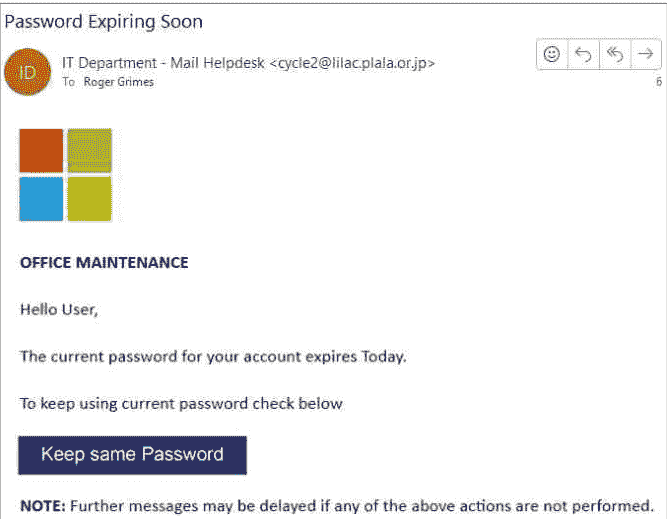 Password Expiring Soon
ID
IT Department - Mail Helpdesk <cycle2@lilac.plala.or.jp>
To Roger Grimes
6
OFFICE MAINTENANCE
Hello User,
The current password for your account expires Today.
To keep using current password check below
Keep same Password
NOTE: Further messages may be delayed if any of the above actions are not performed.